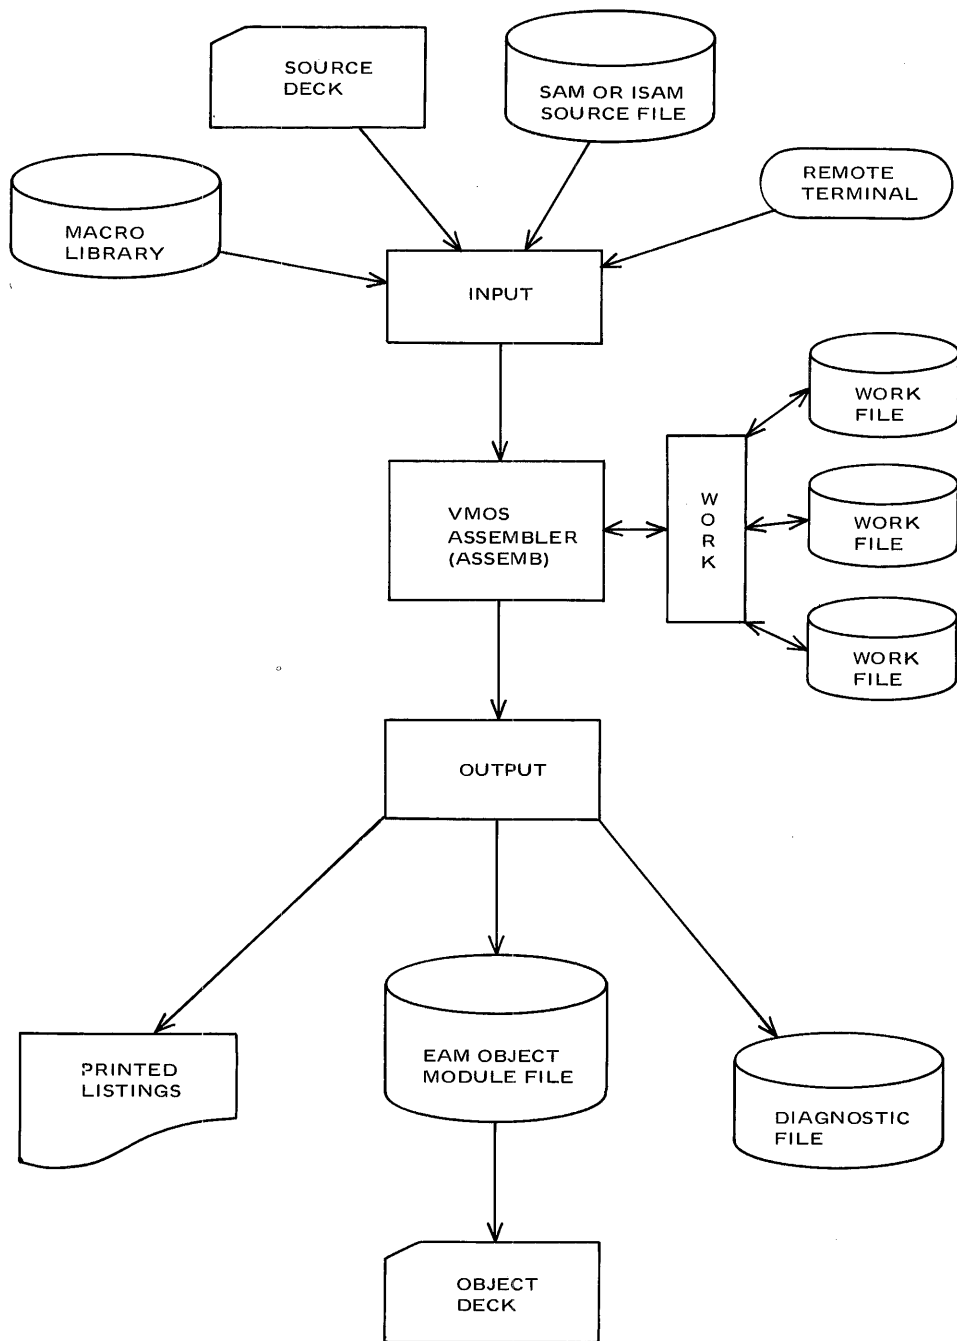 SOURCE
DECK
SAM OR ISAM
SOURCE FILE
REMOTE
TERMINAL
MACRO
LIBRARY
INPUT
WORK
FILE
VMOS
ASSEMBLER
(ASSEMB)
W
O
R
K
WORK
FILE
WORK
FILE
OUTPUT
PRINTED
LISTINGS
EAM OBJECT
MODULE FILE
DIAGNOSTIC
FILE
OBJECT
DECK